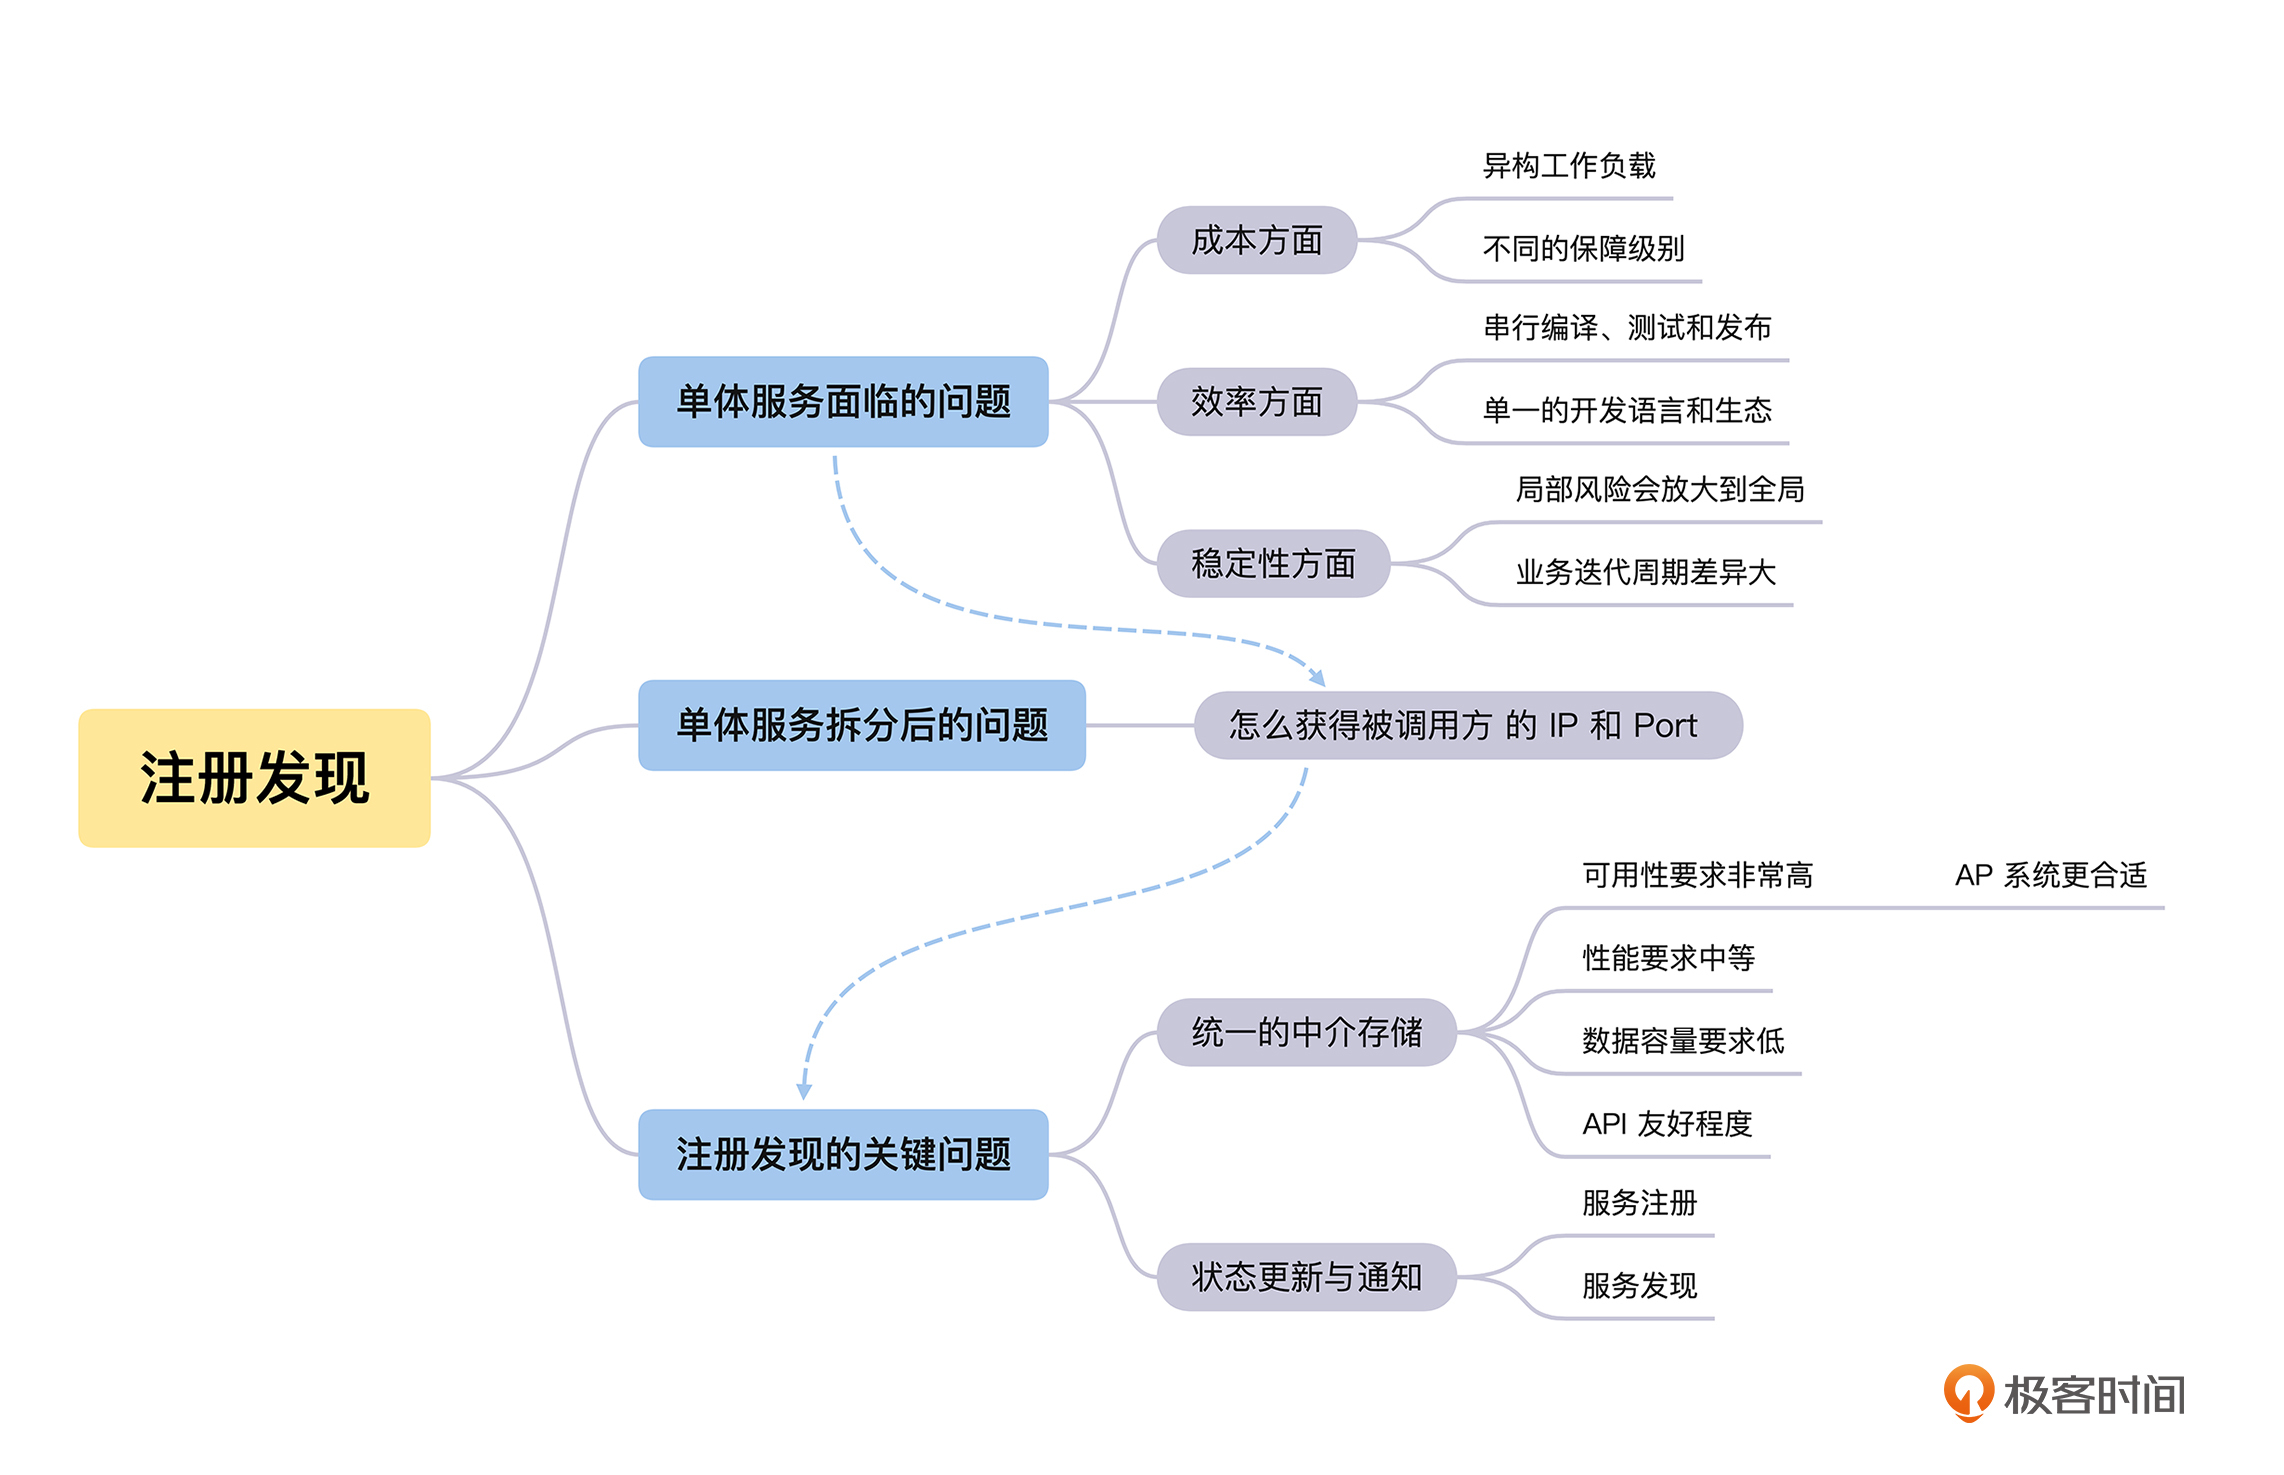 注册发现
单体服务面临的问题
成本方面
异构工作负载
不同的保障级别
效率方面
串行编译、测试和发布
单一的开发语言和生态
稳定性方面
局部风险会放大到全局
业务迭代周期差异大
单体服务拆分后的问题
怎么获得被调用方 的 IP 和 Port
注册发现的关键问题
统一的中介存储
可用性要求非常高
AP 系统更合适
性能要求中等
数据容量要求低
API 友好程度
状态更新与通知
服务注册
服务发现
极客时间